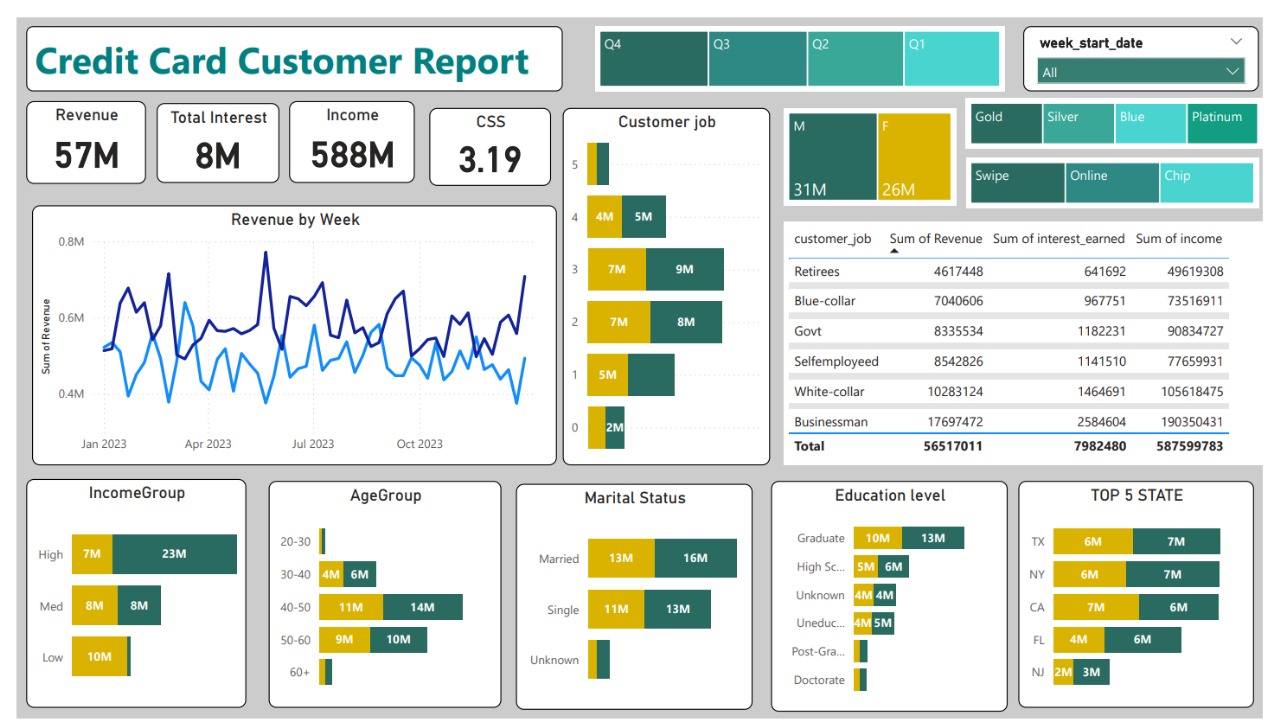 Credit Card Customer Report
Q4 Q3 Q2 Q1
week_start_date
All
Revenue
57M
Total Interest
8M
Income
588M
CSS
3.19
Revenue by Week
Sum of Revenue
0.8M
0.6M
0.4M
Jan 2023 Apr 2023 Jul 2023 Oct 2023
Customer job
5
4 4M 5M
3 7M 9M
2 7M 8M
1 5M
0 2M
M F
31M 26M
Gold Silver Blue Platinum
Swipe Online Chip
customer_job Sum of Revenue Sum of interest_earned Sum of income
Retirees 4617448 641692 49619308
Blue-collar 7040606 967751 73516911
Govt 8335534 1182231 90834727
Selfemployeed 8542826 1141510 77659931
White-collar 10283124 1464691 105618475
Businessman 17697472 2584604 190350431
Total 56517011 7982480 587599783
IncomeGroup
High 7M 23M
Med 8M 8M
Low 10M
AgeGroup
20-30
30-40 4M 6M
40-50 11M 14M
50-60 9M 10M
60+
Marital Status
Married 13M 16M
Single 11M 13M
Unknown
Education level
Graduate 10M 13M
High Sc... 5M 6M
Unknown 4M 4M
Uneduc... 4M 5M
Post-Gra...
Doctorate
TOP 5 STATE
TX 6M 7M
NY 6M 7M
CA 7M 6M
FL 4M 6M
NJ 2M 3M